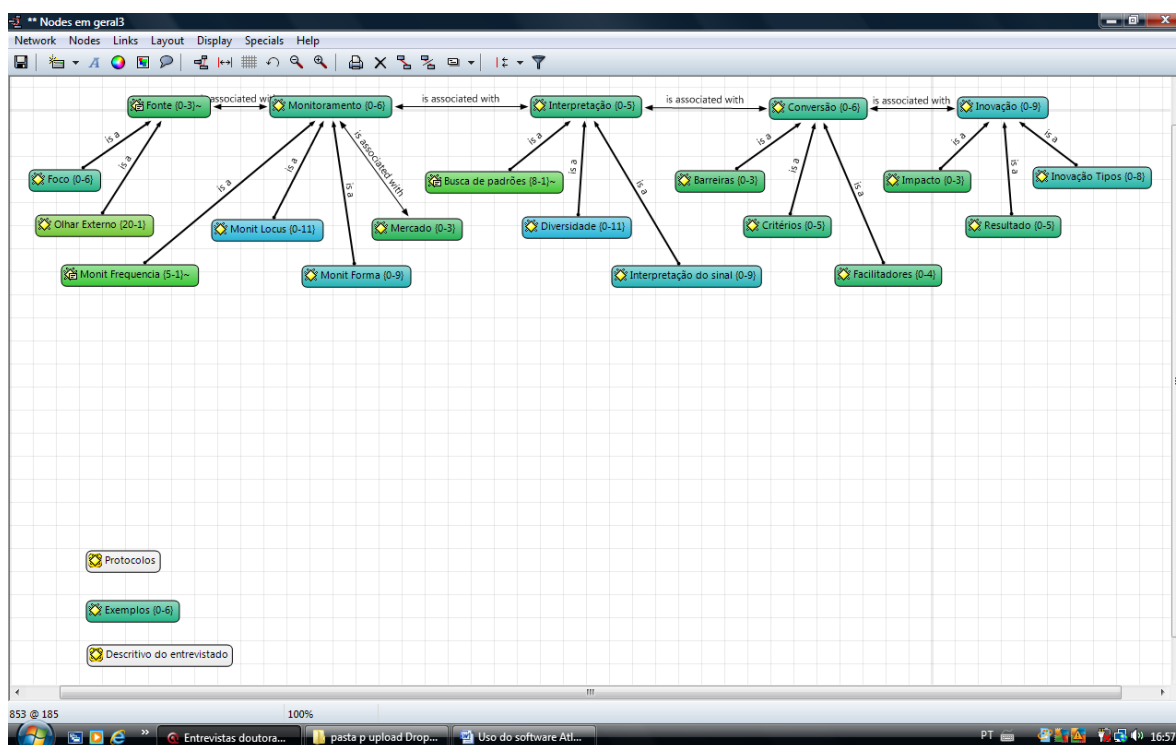 ** Nodes em geral3
Network Nodes Links Layout Display Specials Help
Fonte {0-3}~
is associated with
Monitoramento {0-6}
is associated with
Interpretação {0-5}
is associated with
Conversão {0-6}
is associated with
Inovação {0-9}
is a
is a
is a
is a
is a
is associated with
is a
is a
is a
is a
is a
is a
is a
is a
is a
Foco {0-6}
Busca de padrões {8-1}~
Barreiras {0-3}
Impacto {0-3}
Inovação Tipos {0-8}
Olhar Externo {20-1}
Monit Locus {0-11}
Mercado {0-3}
Diversidade {0-11}
Critérios {0-5}
Resultado {0-5}
Monit Frequencia {5-1}~
Monit Forma {0-9}
Interpretação do sinal {0-9}
Facilitadores {0-4}
Protocolos
Exemplos {0-6}
Descritivo do entrevistado
853 @ 185
100%
Entrevistas doutora...
pasta p upload Drop...
Uso do software Atl...
PT
16:57